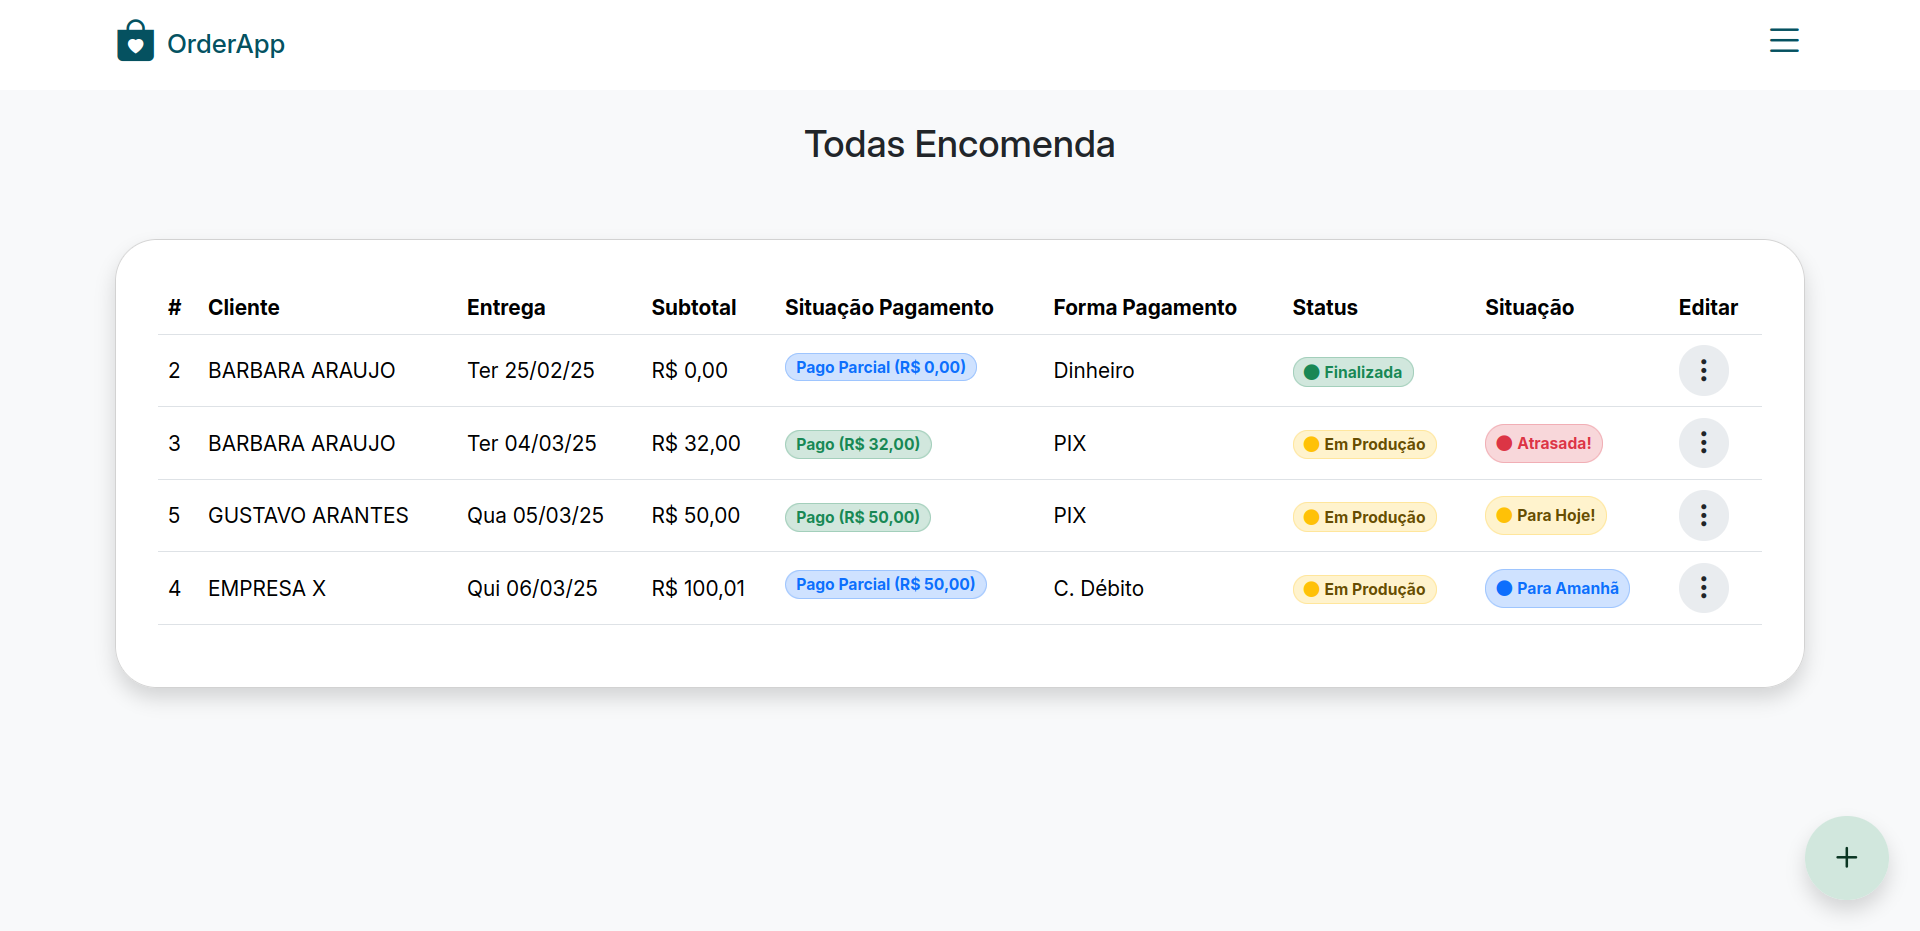 OrderApp
Todas Encomenda
# Cliente Entrega Subtotal Situação Pagamento Forma Pagamento Status Situação Editar
2 BARBARA ARAUJO Ter 25/02/25 R$ 0,00 Pago Parcial (R$ 0,00) Dinheiro Finalizada
3 BARBARA ARAUJO Ter 04/03/25 R$ 32,00 Pago (R$ 32,00) PIX Em Produção Atrasada!
5 GUSTAVO ARANTES Qua 05/03/25 R$ 50,00 Pago (R$ 50,00) PIX Em Produção Para Hoje!
4 EMPRESA X Qui 06/03/25 R$ 100,01 Pago Parcial (R$ 50,00) C. Débito Em Produção Para Amanhã
+